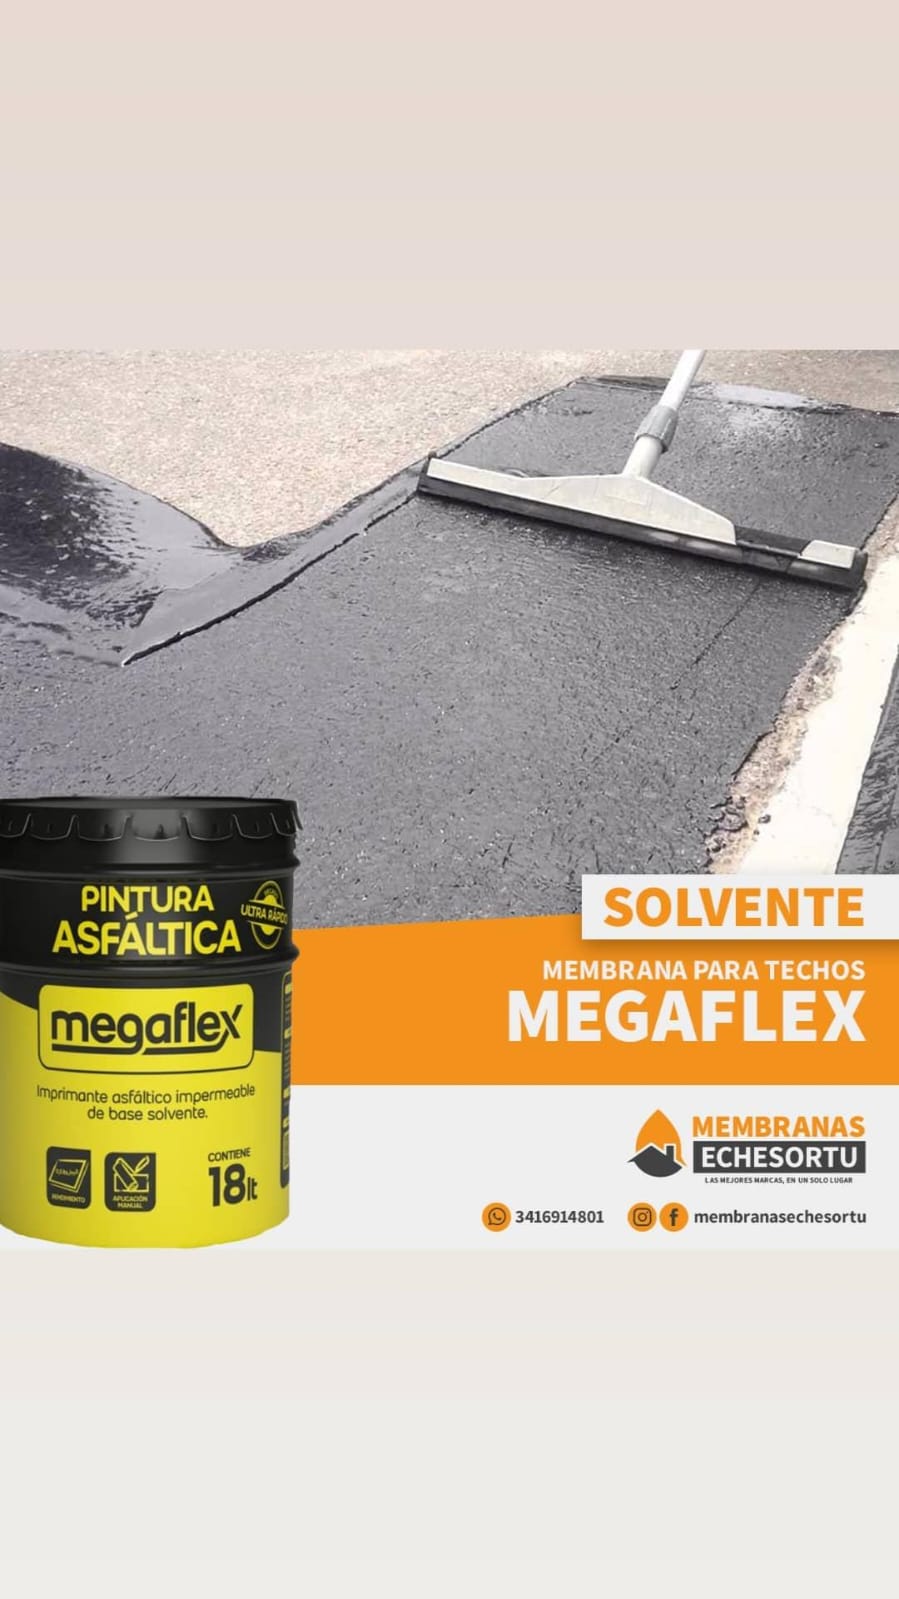 PINTURA
ASFÁLTICA
ULTRA RÁPIDO
megaflex
Imprimante asfáltico impermeable
de base solvente.
RENDIMIENTO
APLICACIÓN
MANUAL
CONTIENE
18lt
SOLVENTE
MEMBRANA PARA TECHOS
MEGAFLEX
MEMBRANAS
ECHESORTU
LAS MEJORES MARCAS, EN UN SOLO LUGAR
3416914801
membranasechesortu